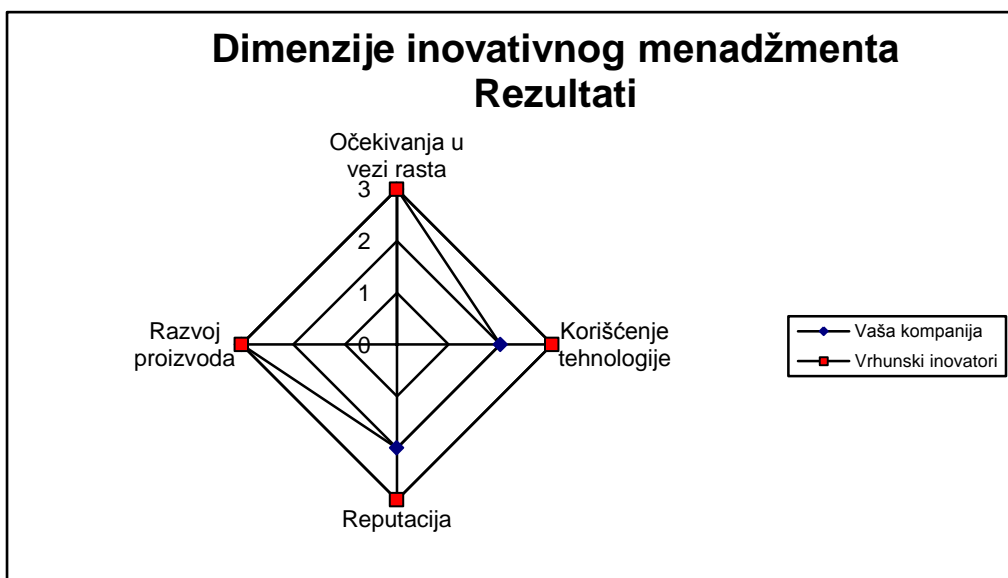 Dimenzije inovativnog menadžmenta
Rezultati
Očekivanja u
vezi rasta
3
2
1
0
Razvoj
proizvoda
Korišćenje
tehnologije
Reputacija
Vaša kompanija
Vrhunski inovatori